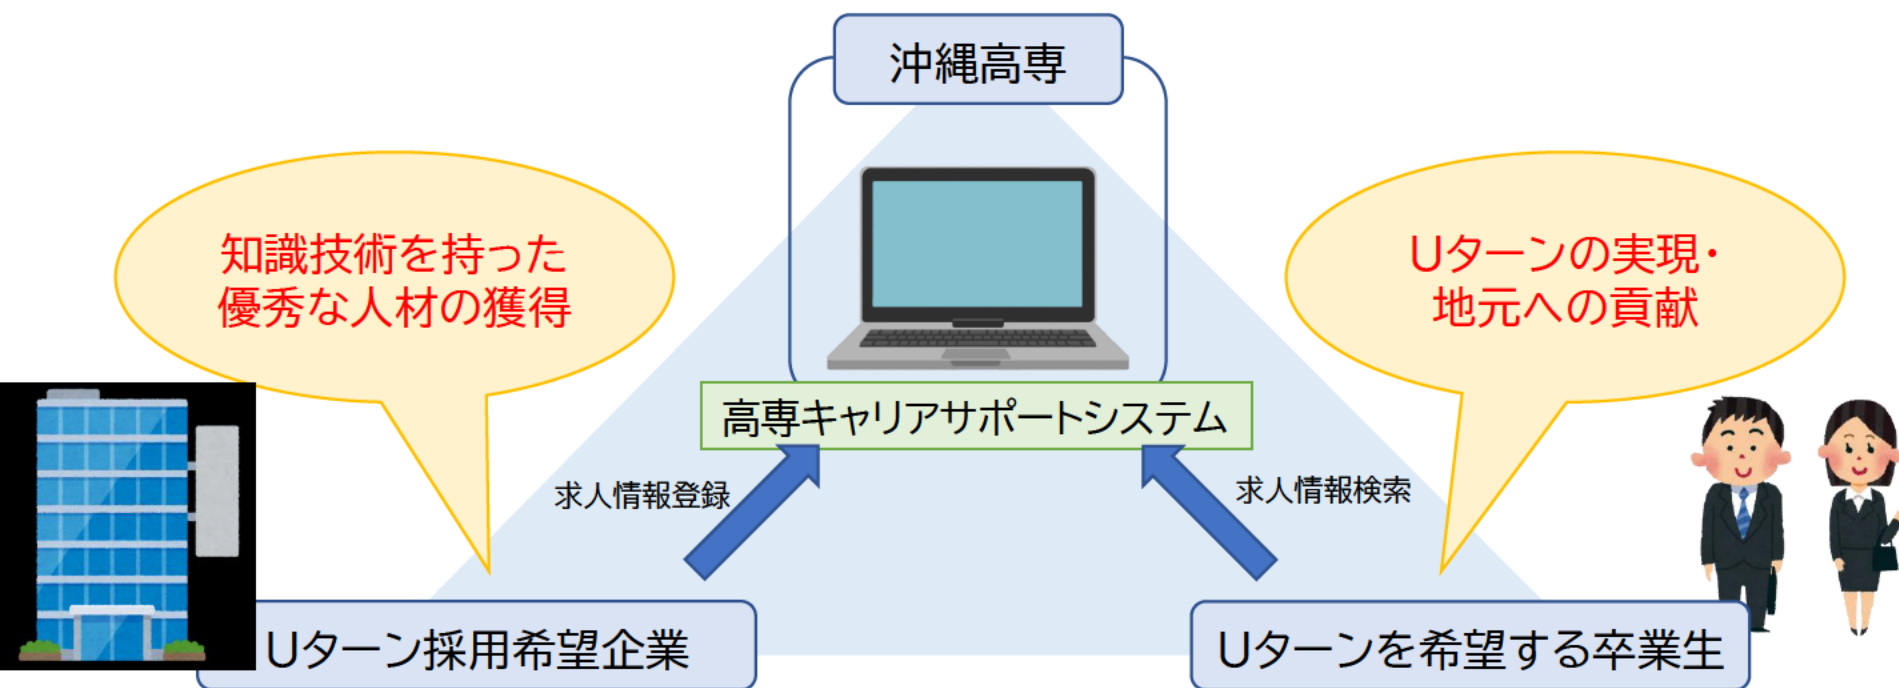 沖縄高専
知識技術を持った
優秀な人材の獲得
Uターンの実現・
地元への貢献
高専キャリアサポートシステム
求人情報登録
求人情報検索
Uターン採用希望企業
Uターンを希望する卒業生